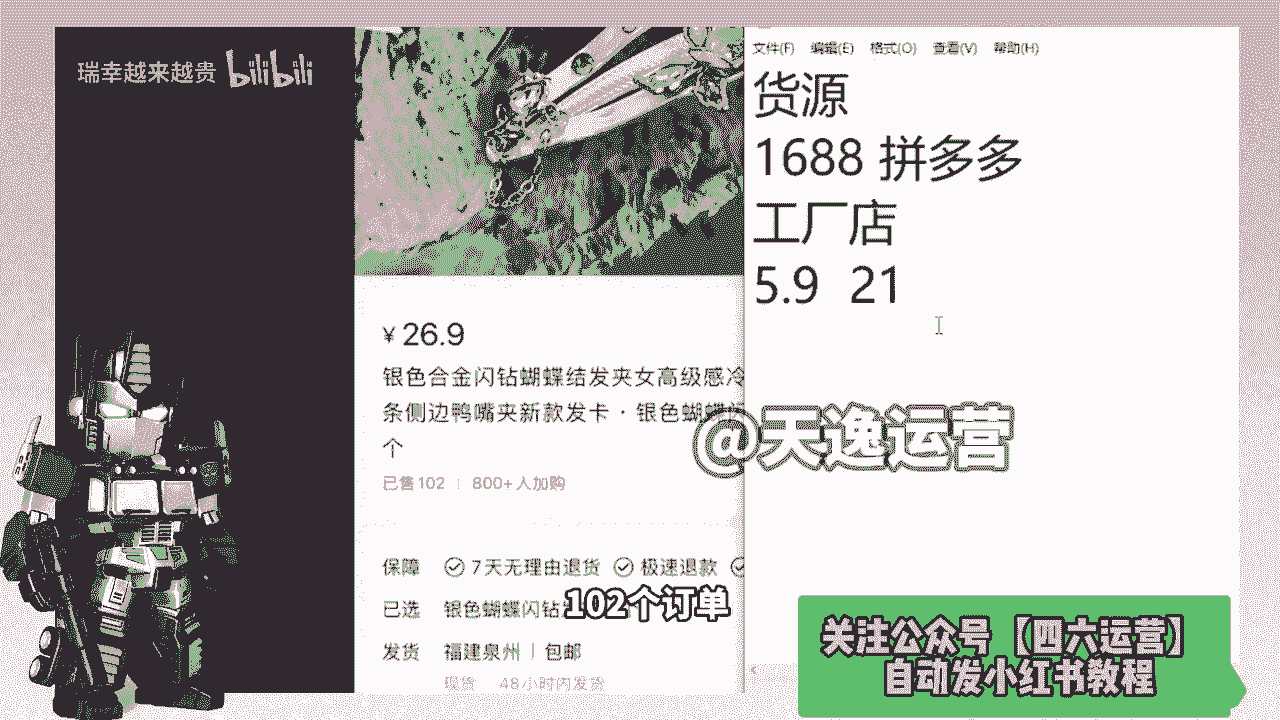 瑞幸越来越贵 bilibili
文件(F) 编辑(E) 格式(O) 查看(V) 帮助(H)
货源
1688 拼多多
工厂店
5.9 21
¥ 26.9
银色合金闪钻蝴蝶结发夹女高级感冷
条侧边鸭嘴夹新款发卡·银色蝴蝶闪
个
已售102 | 800+人加购
@天逸运营
保障 7天无理由退货 极速退款
已选 银色蝴蝶闪钻
102个订单
发货 福建泉州 | 包邮
现货 48小时内发货
关注公众号【四六运营】
自动发小红书教程